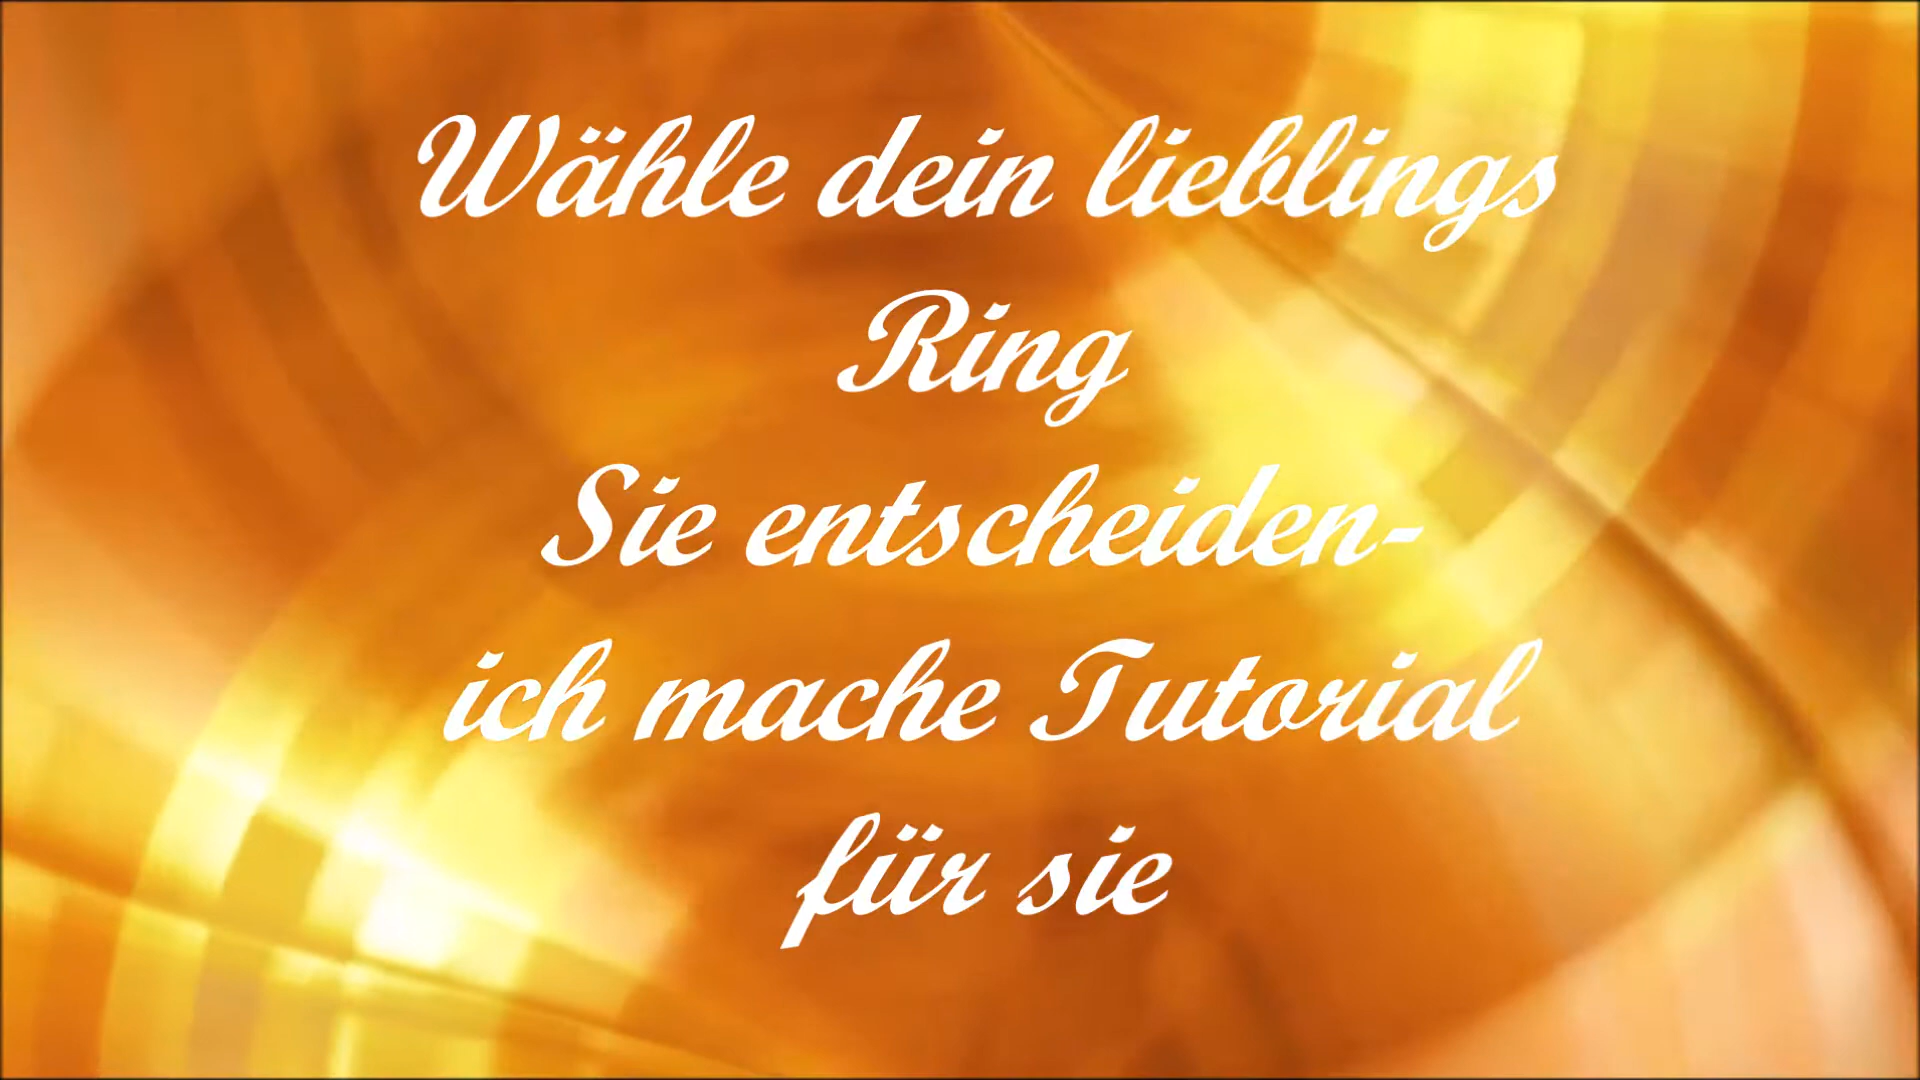 Wähle dein lieblings
Ring
Sie entscheiden-
ich mache Tutorial
für sie